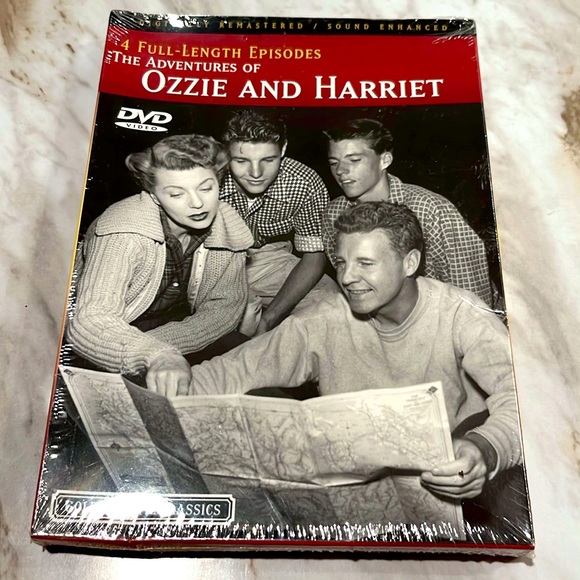 REMASTERED / SOUND ENHANCED
4 FULL-LENGTH EPISODES
THE ADVENTURES OF
OZZIE AND HARRIET
DVD
VIDEO
CLASSICS